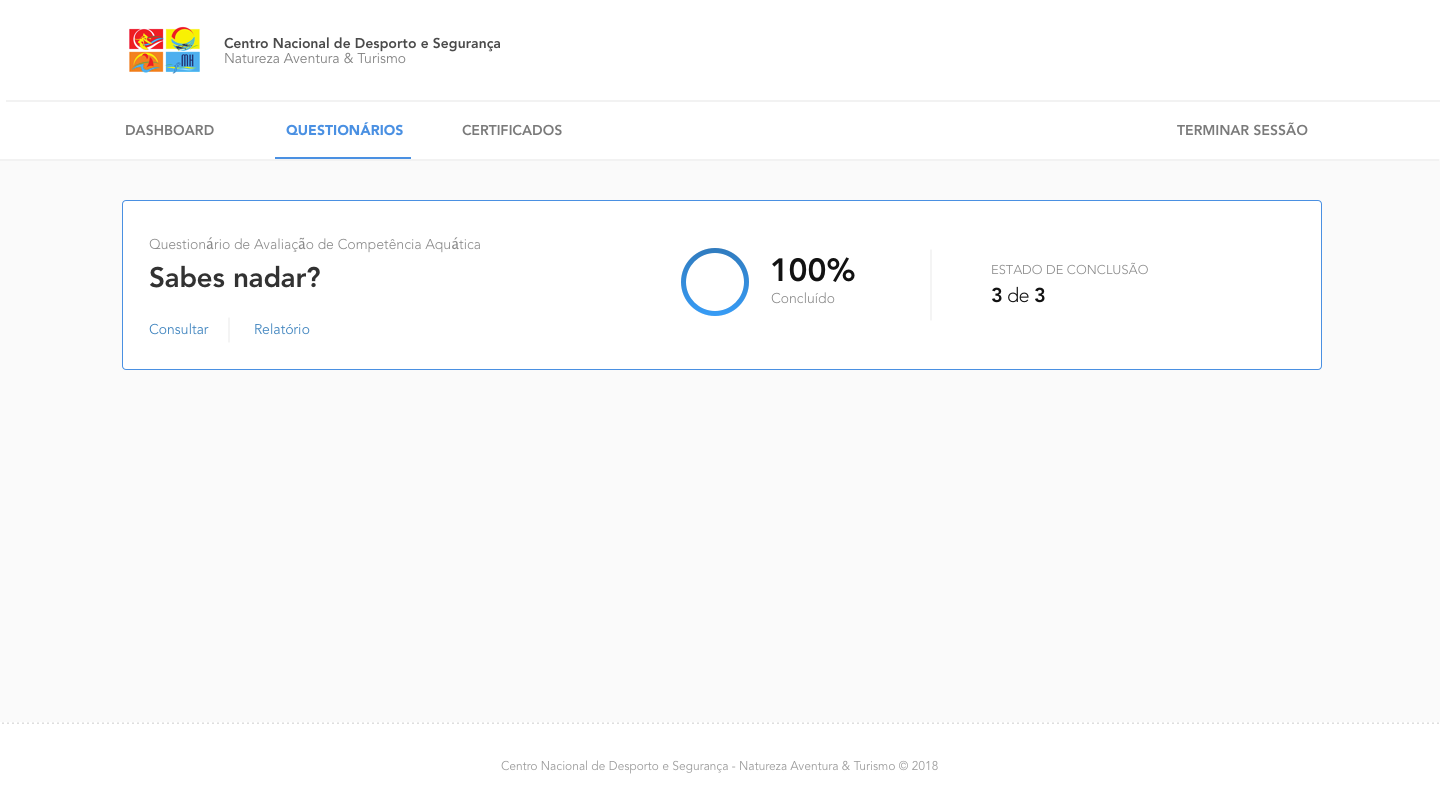 MH
Centro Nacional de Desporto e Segurança
Natureza Aventura & Turismo
DASHBOARD
QUESTIONÁRIOS
CERTIFICADOS
TERMINAR SESSÃO
Questionário de Avaliação de Competência Aquática
Sabes nadar?
Consultar
Relatório
100%
Concluído
ESTADO DE CONCLUSÃO
3 de 3
Centro Nacional de Desporto e Segurança - Natureza Aventura & Turismo © 2018